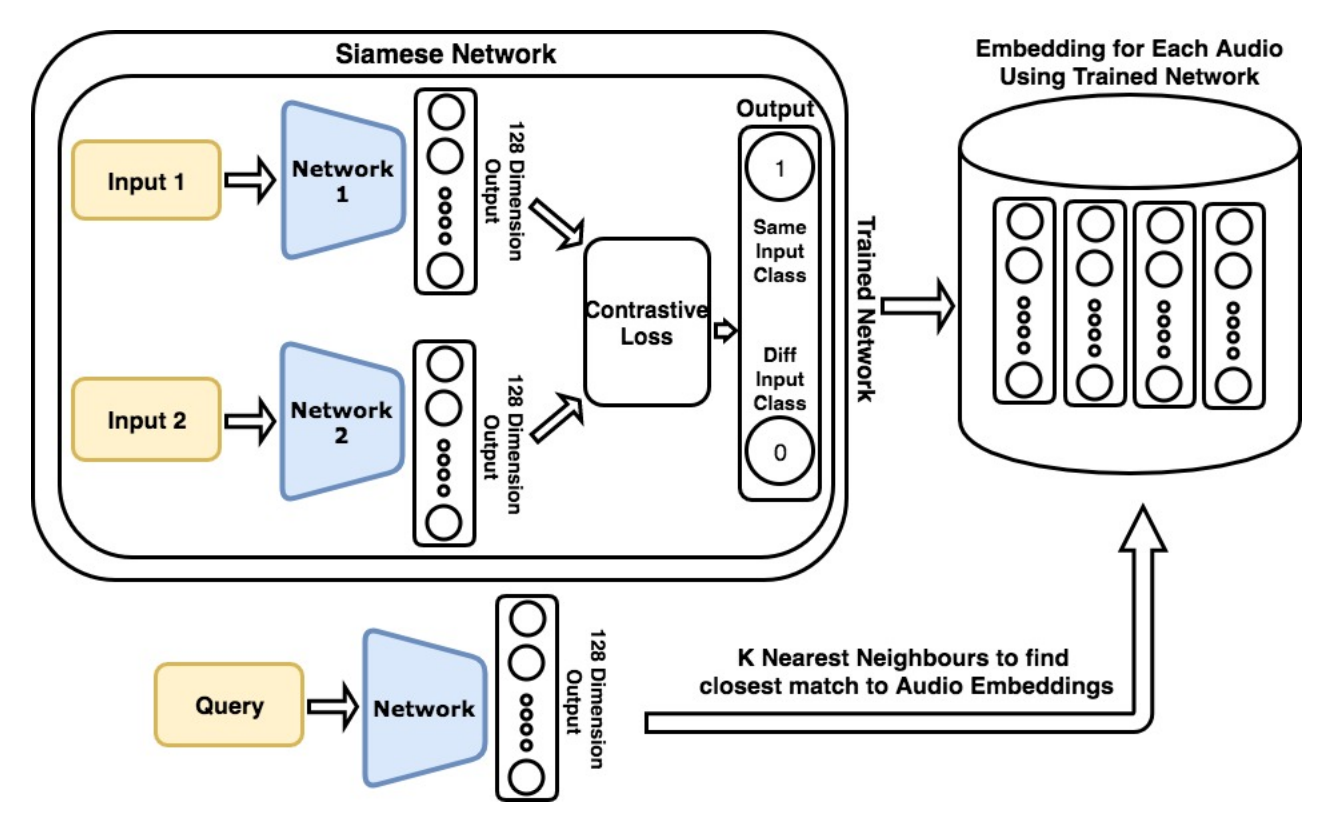 Siamese Network
Input 1
Network
1
128 Dimension
Output
Input 2
Network
2
128 Dimension
Output
Contrastive
Loss
Output
1
Same
Input
Class
Diff
Input
Class
0
Trained Network
Embedding for Each Audio
Using Trained Network
Query
Network
128 Dimension
Output
K Nearest Neighbours to find
closest match to Audio Embeddings